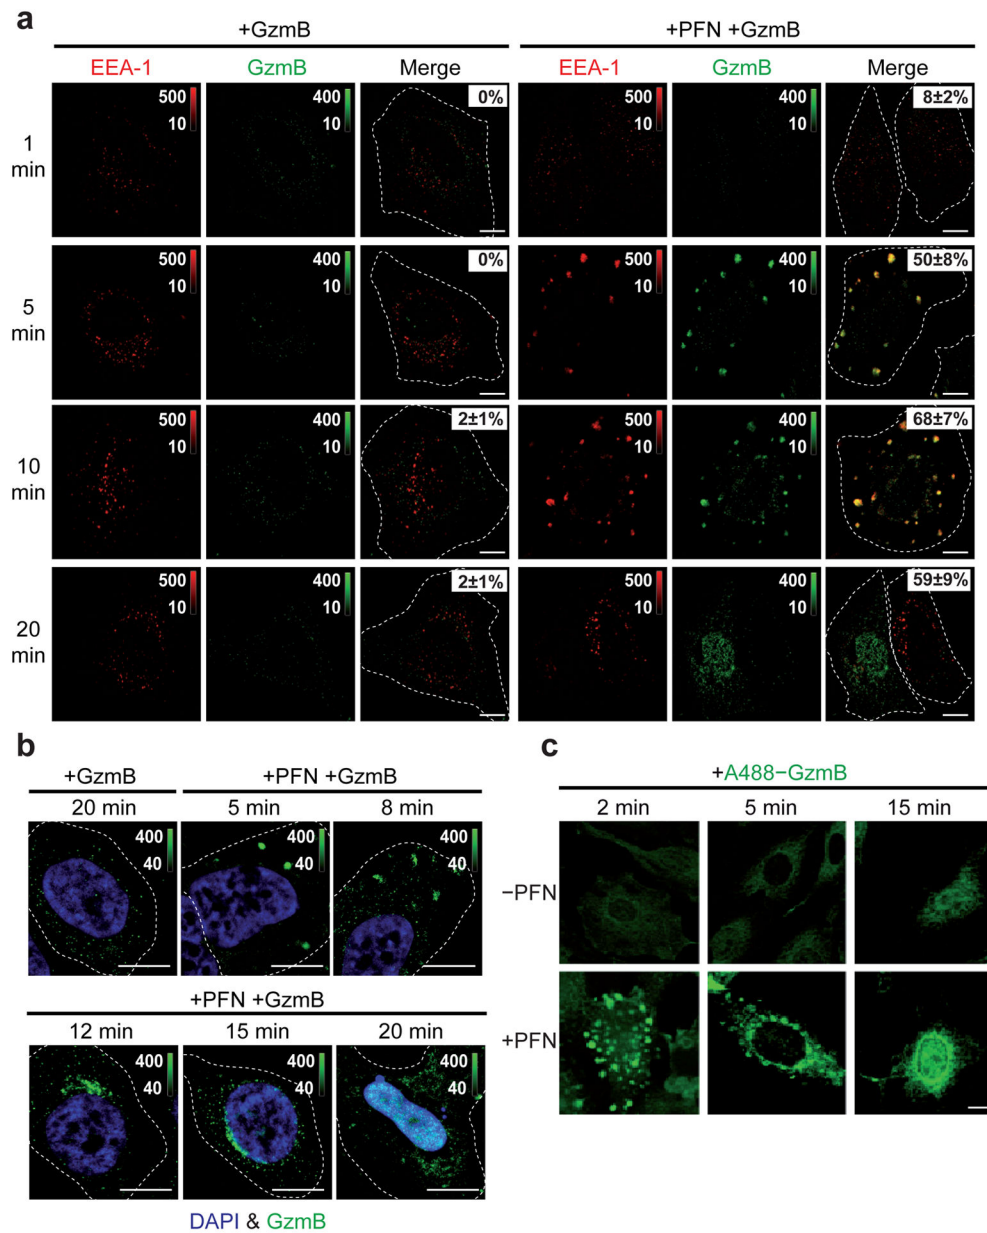 a
+GzmB +PFN +GzmB
EEA-1 GzmB Merge EEA-1 GzmB Merge
1 min
500 10 400 10 0% 500 10 400 10 8±2%
5 min
500 10 400 10 0% 500 10 400 10 50±8%
10 min
500 10 400 10 2±1% 500 10 400 10 68±7%
20 min
500 10 400 10 2±1% 500 10 400 10 59±9%
b
+GzmB +PFN +GzmB
20 min 5 min 8 min
400 40 400 40 400 40
+PFN +GzmB
12 min 15 min 20 min
400 40 400 40 400 40
DAPI & GzmB
c
+A488−GzmB
2 min 5 min 15 min
−PFN
+PFN